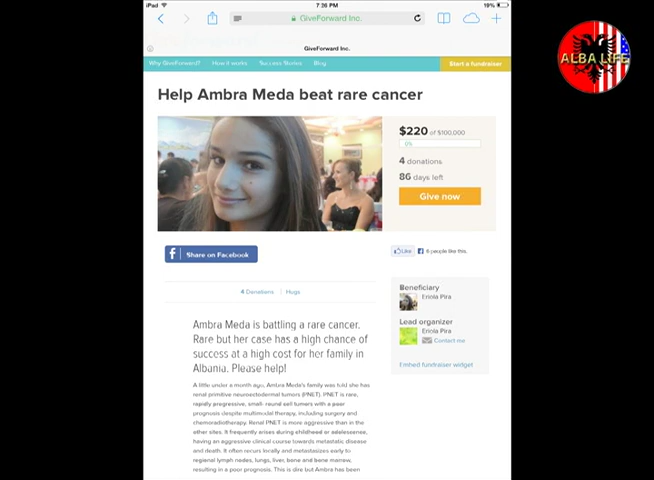 iPad
7:26 PM
19%
GiveForward Inc.
GiveForward Inc.
Why GiveForward?
How it works
Success Stories
Blog
Start a fundraiser
ALBA LIFE
Help Ambra Meda beat rare cancer
$220 of $100,000
0%
4 donations
86 days left
Give now
Share on Facebook
Like
6 people like this.
4 Donations
Hugs
Beneficiary
Eriola Pira
Lead organizer
Eriola Pira
Contact me
Embed fundraiser widget
Ambra Meda is battling a rare cancer.
Rare but her case has a high chance of
success at a high cost for her family in
Albania. Please help!
A little under a month ago, Ambra Meda's family was told she has
renal primitive neuroectodermal tumors (PNET). PNET is rare,
rapidly progressive, small- round cell tumors with a poor
prognosis despite multimodal therapy, including surgery and
chemoradiotherapy. Renal PNET is more aggressive than in the
other sites. It frequently arises during childhood or adolescence,
having an aggressive clinical course towards metastatic disease
and death. It often recurs locally and metastasizes early to
regional lymph nodes, lungs, liver, bone and bone marrow,
resulting in a poor prognosis. This is dire but Ambra has been